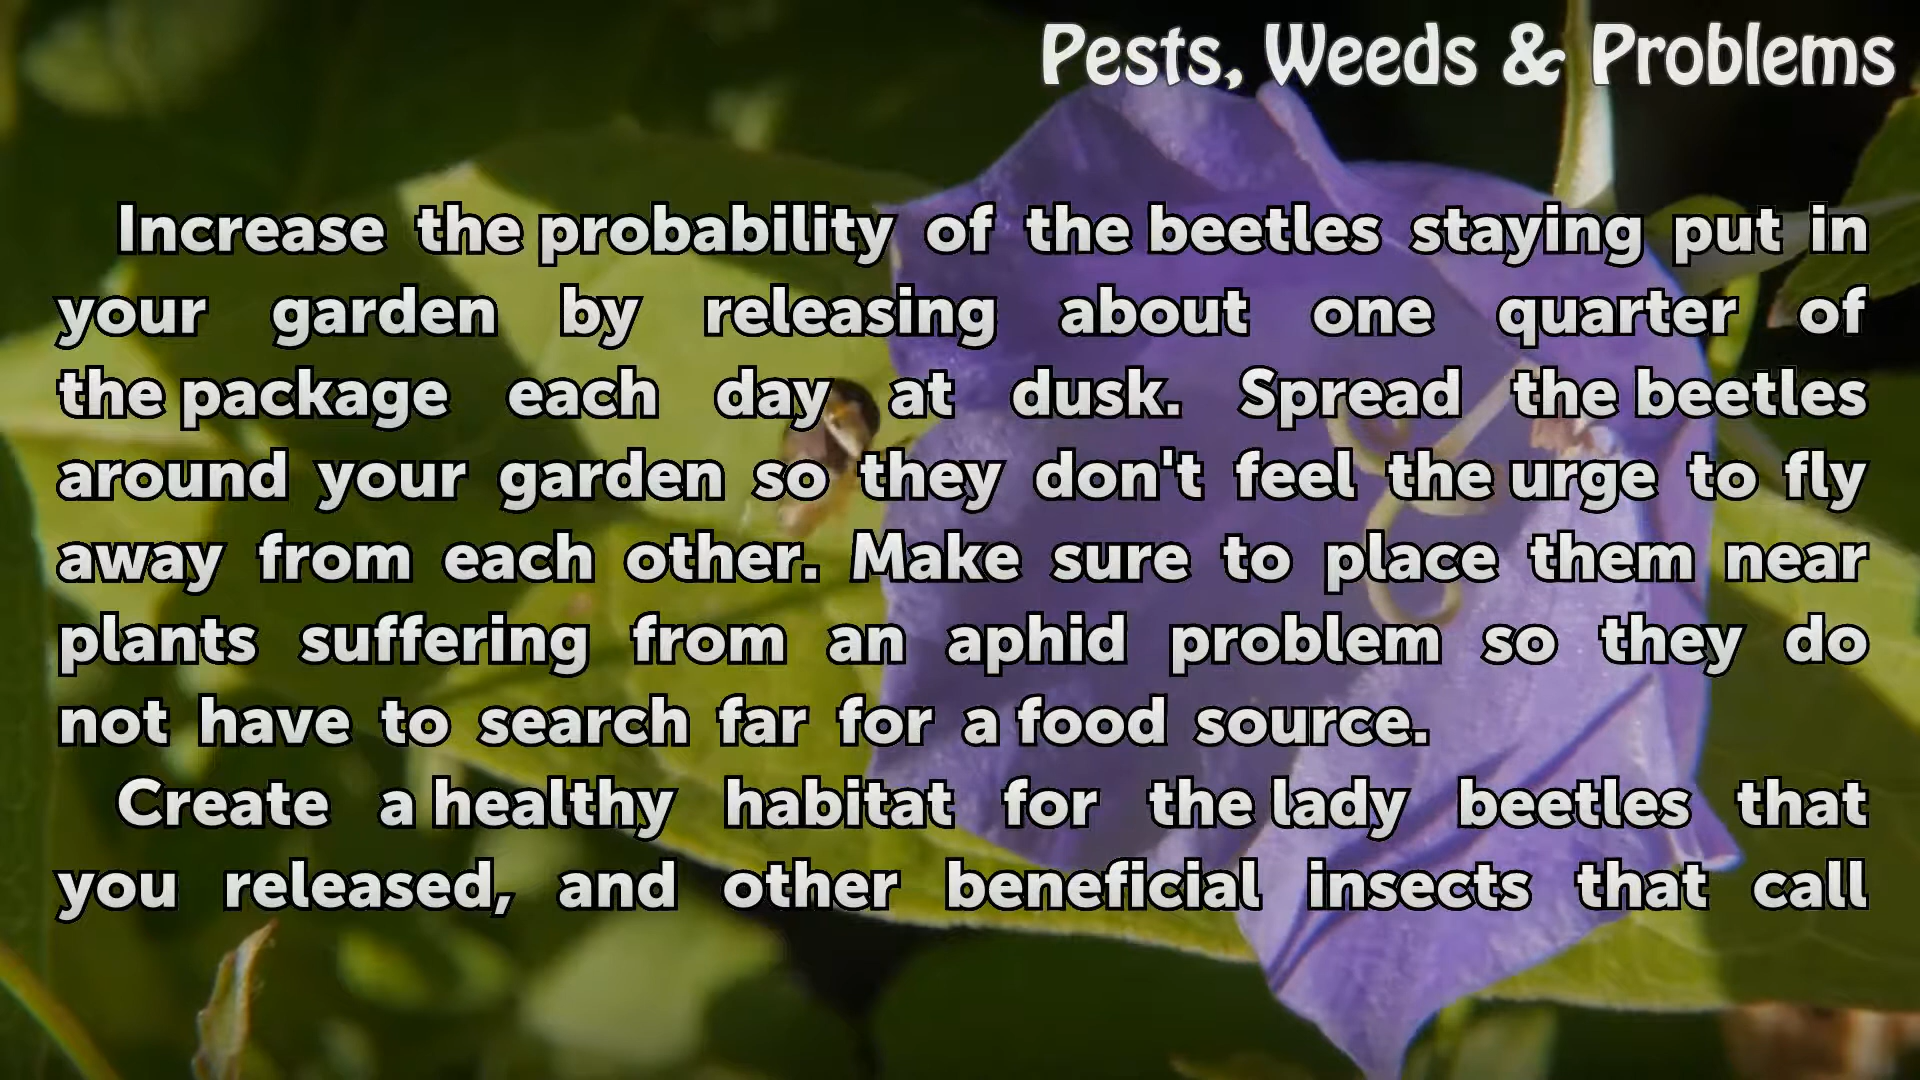 Pests, Weeds & Problems
Increase the probability of the beetles staying put in
your garden by releasing about one quarter of
the package each day at dusk. Spread the beetles
around your garden so they don't feel the urge to fly
away from each other. Make sure to place them near
plants suffering from an aphid problem so they do
not have to search far for a food source.
Create a healthy habitat for the lady beetles that
you released, and other beneficial insects that call